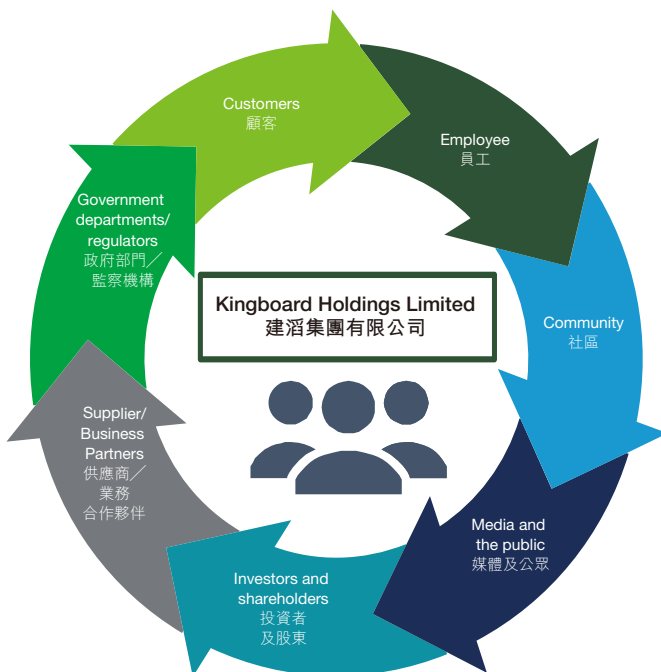 Customers
顧客
Employee
員工
Community
社區
Media and
the public
媒體及公眾
Investors and
shareholders
投資者
及股東
Supplier/
Business
Partners
供應商／
業務
合作夥伴
Government
departments/
regulators
政府部門／
監察機構
Kingboard Holdings Limited
建滔集團有限公司